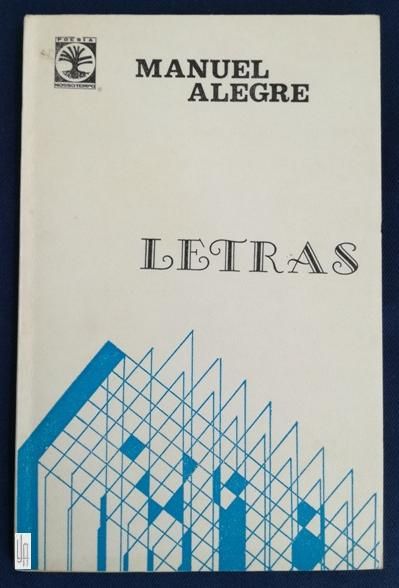 POESIA
NOSSO TEMPO
MANUEL
ALEGRE
LETRAS